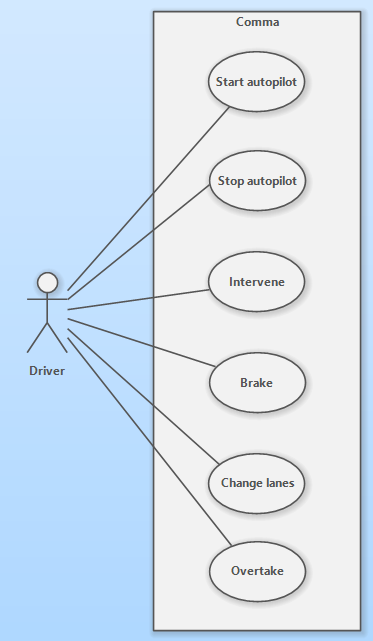 Comma
Start autopilot
Stop autopilot
Intervene
Driver
Brake
Change lanes
Overtake